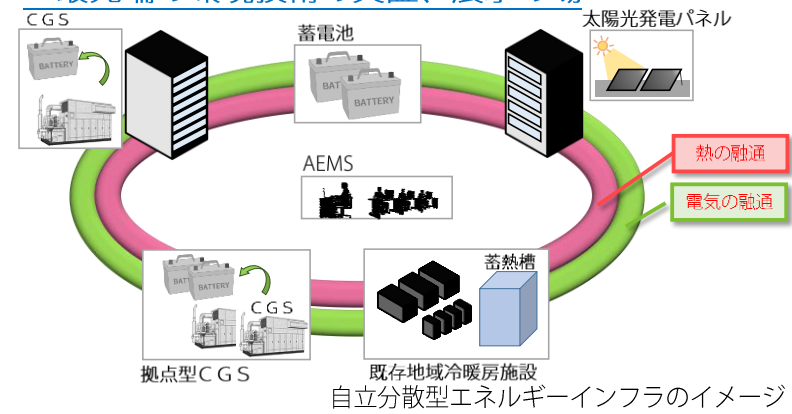 ＣＧＳ
BATTERY
蓄電池
BATTERY
BATTERY
太陽光発電パネル
熱の融通
電気の融通
AEMS
BATTERY
BATTERY
ＣＧＳ
拠点型ＣＧＳ
蓄熱槽
既存地域冷暖房施設
自立分散型エネルギーインフラのイメージ